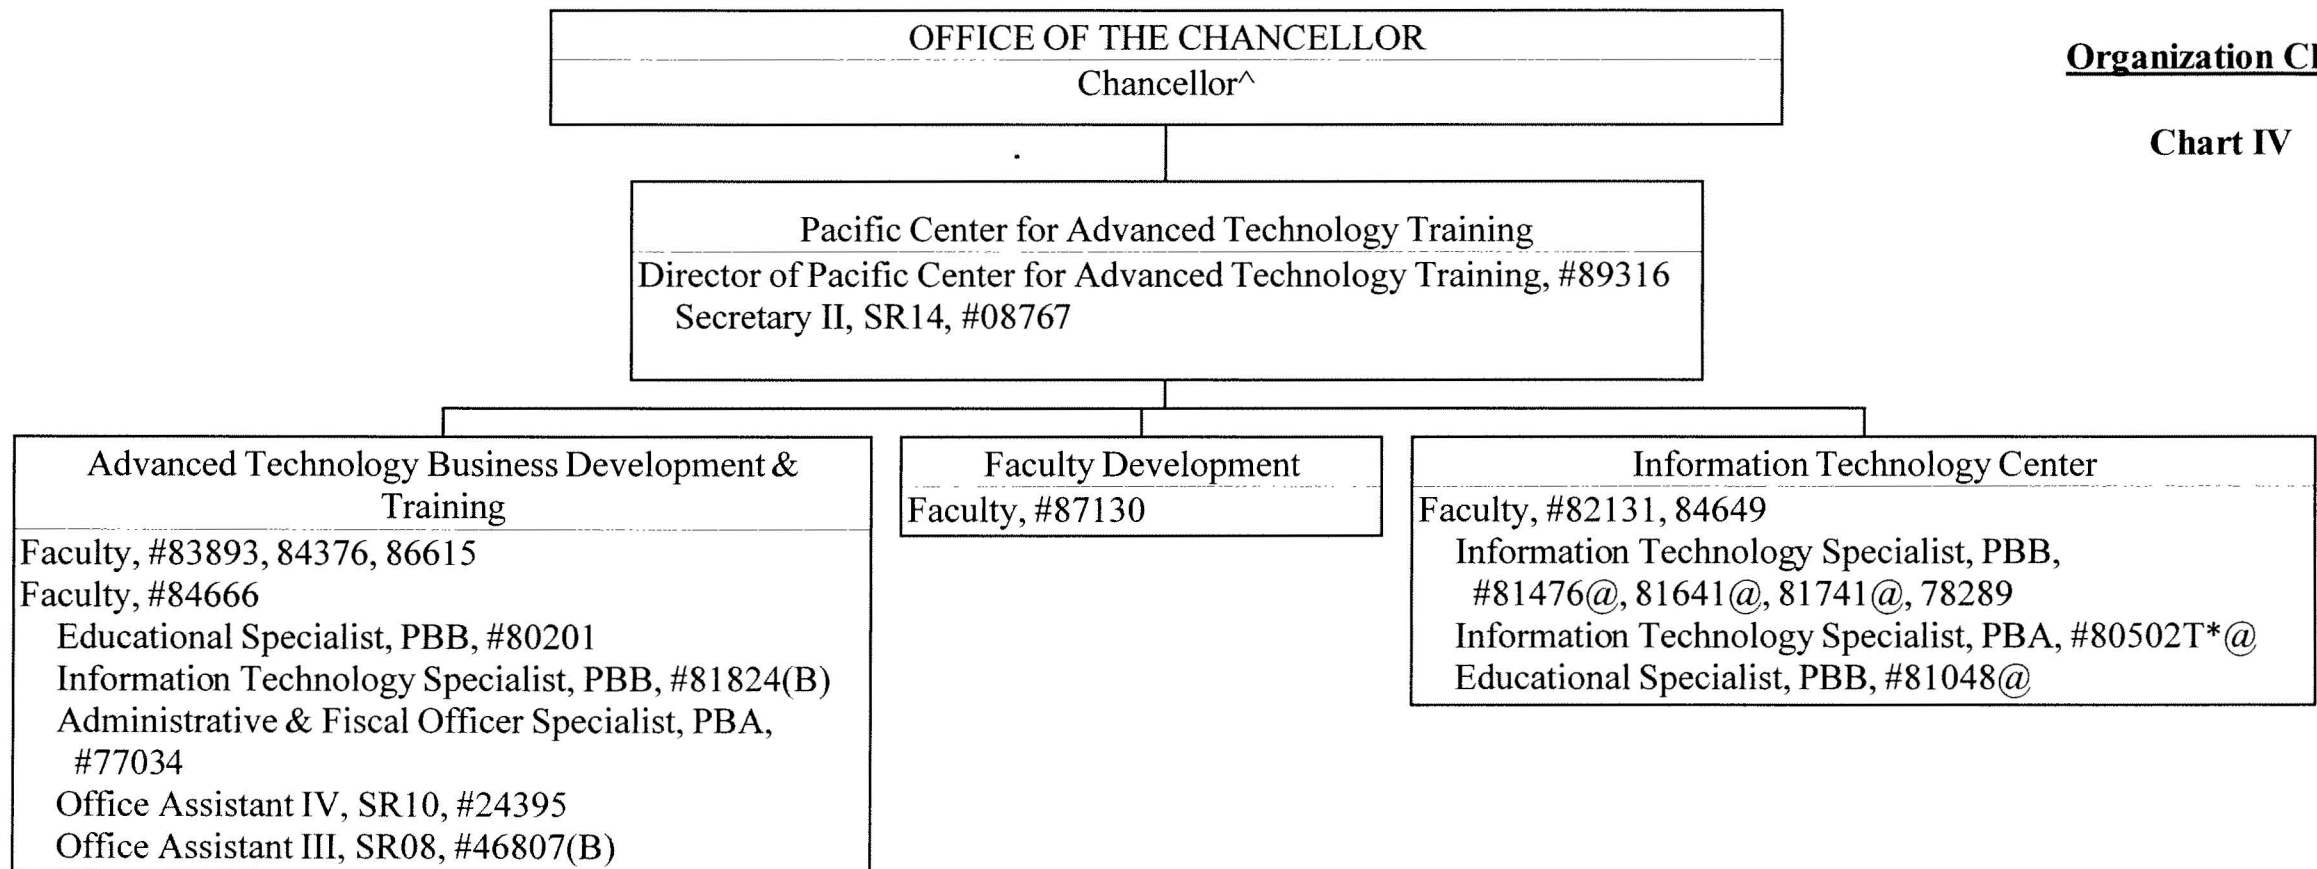 OFFICE OF THE CHANCELLOR
Chancellor^
Organization
Chart IV
Pacific Center for Advanced Technology Training
Director of Pacific Center for Advanced Technology Training, #89316
Secretary II, SR14, #08767
Advanced Technology Business Development &
Training
Faculty, #83893, 84376, 86615
Faculty, #84666
Educational Specialist, PBB, #80201
Information Technology Specialist, PBB, #81824(B)
Administrative & Fiscal Officer Specialist, PBA,
#77034
Office Assistant IV, SR10, #24395
Office Assistant III, SR08, #46807(B)
Faculty Development
Faculty, #87130
Information Technology Center
Faculty, #82131, 84649
Information Technology Specialist, PBB,
#81476@, 81641@, 81741@, 78289
Information Technology Specialist, PBA, #80502T*@
Educational Specialist, PBB, #81048@